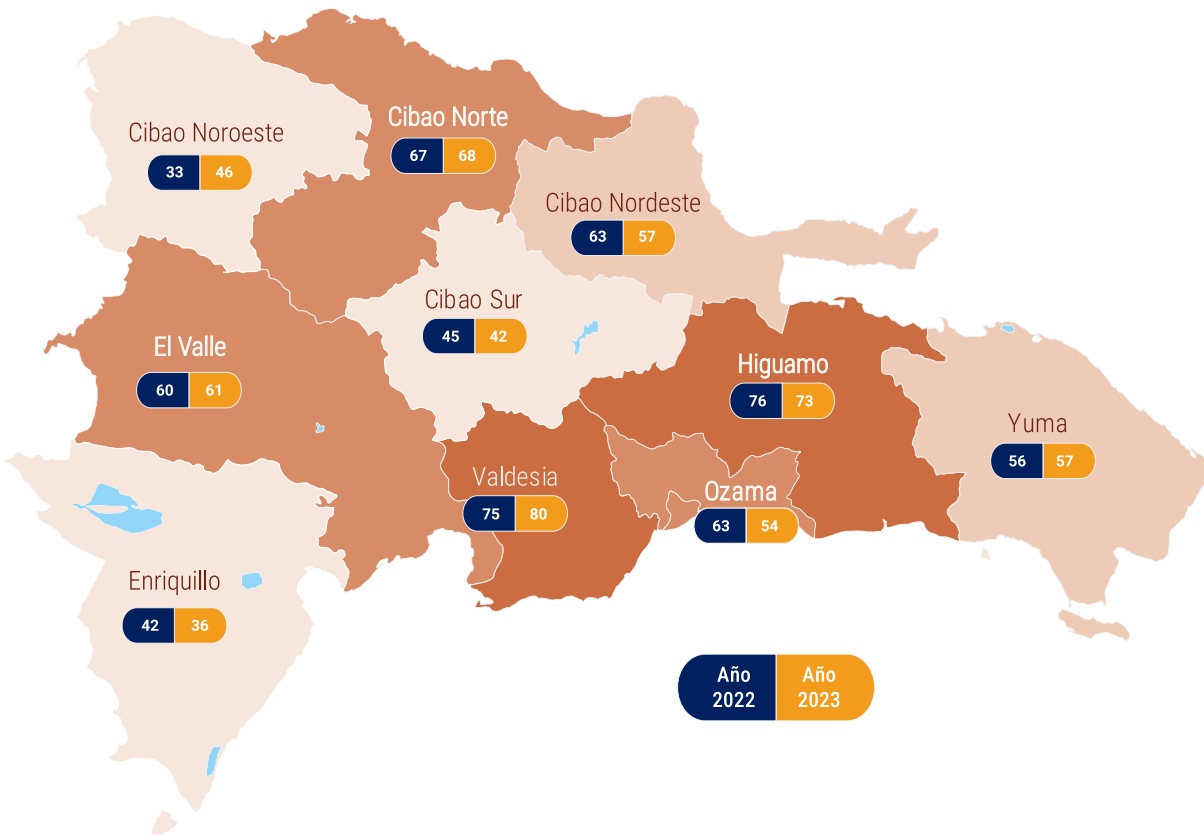 Cibao Noroeste
33 46
Cibao Norte
67 68
Cibao Nordeste
63 57
Cibao Sur
45 42
El Valle
60 61
Higuamo
76 73
Yuma
56 57
Valdesia
75 80
Ozama
63 54
Enriquillo
42 36
Año Año
2022 2023